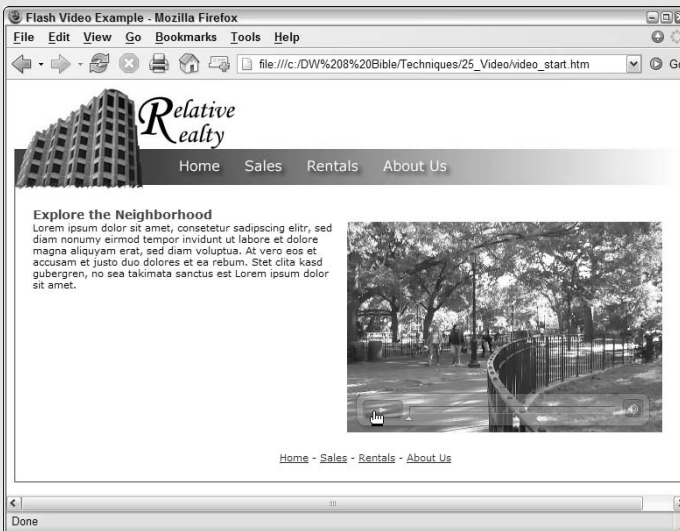 Flash Video Example - Mozilla Firefox
File Edit View Go Bookmarks Tools Help
file:///c:/DW%208%20Bible/Techniques/25_Video/video_start.htm
Relative
Realty
Home Sales Rentals About Us
Explore the Neighborhood
Lorem ipsum dolor sit amet, consetetur sadipscing elitr, sed
diam nonumy eirmod tempor invidunt ut labore et dolore
magna aliquyam erat, sed diam voluptua. At vero eos et
accusam et justo duo dolores et ea rebum. Stet clita kasd
gubergren, no sea takimata sanctus est Lorem ipsum dolor
sit amet.
Home - Sales - Rentals - About Us
Done